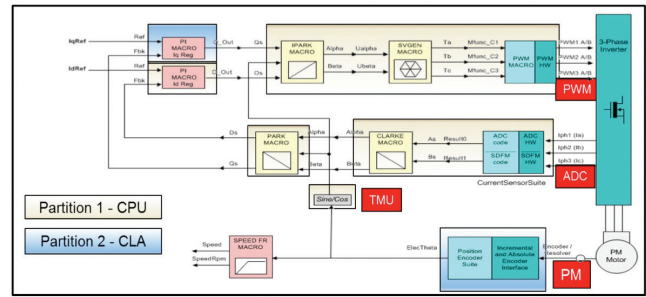 IqRef
Ref
Fbk
PI
MACRO
Iq Reg
Q_Out
Qs
IdRef
Ref
Fbk
PI
MACRO
Id Reg
D_Out
Ds
IPARK
MACRO
Alpha
Ualpha
Beta
Ubeta
SVGEN
MACRO
Ta
Mfunc_C1
Tb
Mfunc_C2
Tc
Mfunc_C3
PWM
MACRO
PWM
HW
PWM1 A/B
PWM2 A/B
PWM3 A/B
PWM
3-Phase
Inverter
Ds
Qs
PARK
MACRO
Alpha
Beta
Alpha
Beta
CLARKE
MACRO
As
Result0
Bs
Result1
ADC
code
ADC
HW
SDFM
code
SDFM
HW
CurrentSensorSuite
Iph1 (Ia)
Iph2 (Ib)
Iph3 (Ic)
ADC
Sine/Cos
TMU
Partition 1 - CPU
Partition 2 - CLA
Speed
SpeedRpm
SPEED FR
MACRO
ElecTheta
Position
Encoder
Suite
Incremental
and Absolute
Encoder
Interface
Encoder /
Resolver
PM
PM
Motor